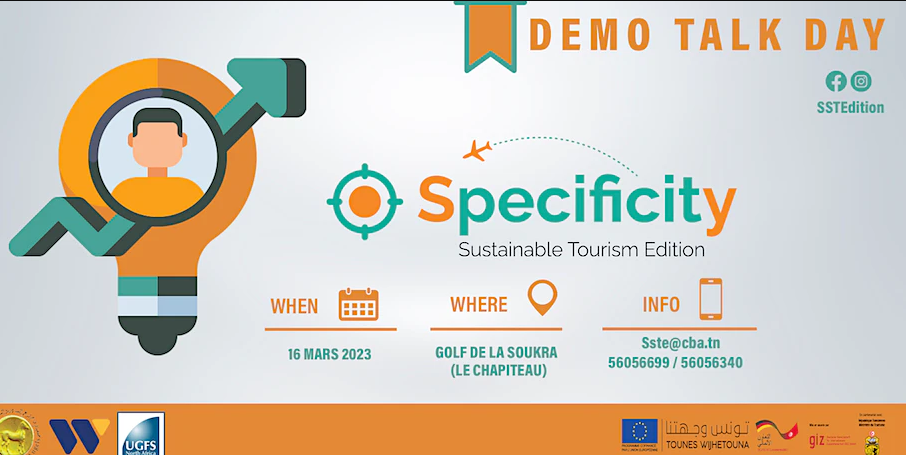 DEMO TALK DAY
SSTEdition
Specificity
Sustainable Tourism Edition
WHEN
16 MARS 2023
WHERE
GOLF DE LA SOUKRA
(LE CHAPITEAU)
INFO
Sste@cba.tn
56056699 / 56056340
UGFS
North Africa
تونس وجهتنا
TOUNES WIJHETOUNA
giz